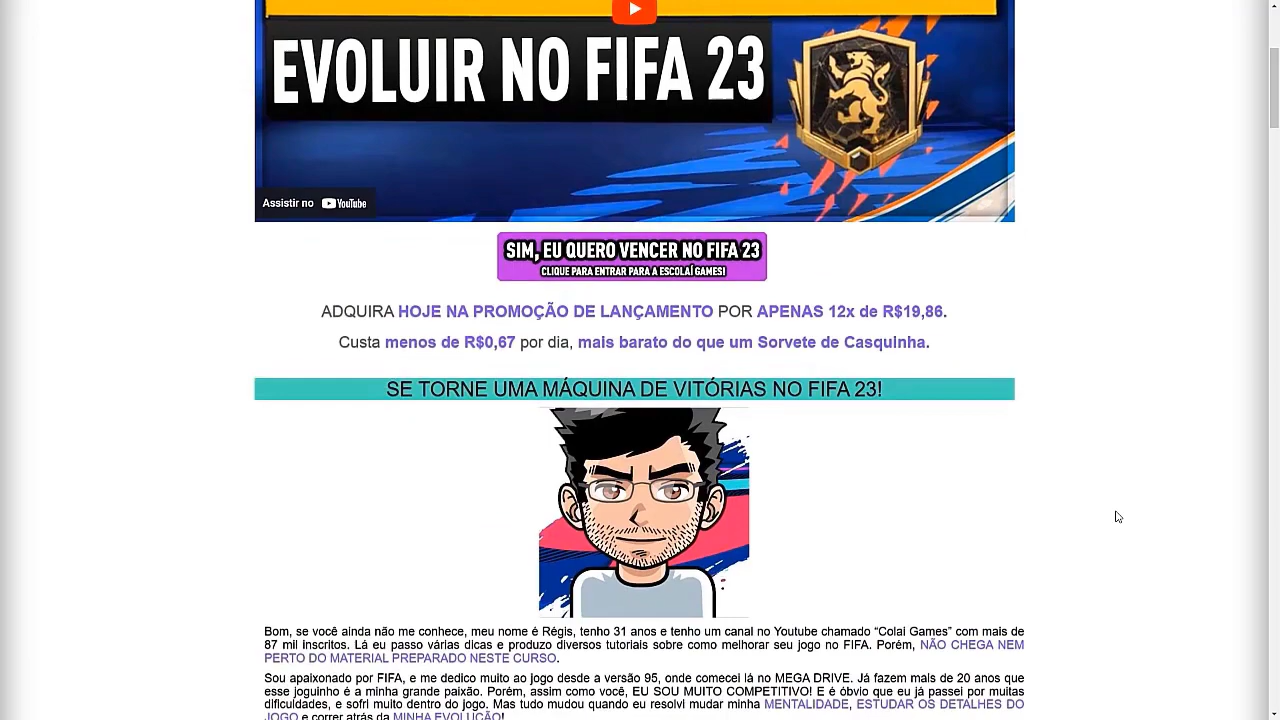 EVOLUIR NO FIFA 23
Assistir no YouTube
SIM, EU QUERO VENCER NO FIFA 23
CLIQUE PARA ENTRAR PARA A ESCOLAÍ GAMES!
ADQUIRA HOJE NA PROMOÇÃO DE LANÇAMENTO POR APENAS 12x de R$19,86.
Custa menos de R$0,67 por dia, mais barato do que um Sorvete de Casquinha.
SE TORNE UMA MÁQUINA DE VITÓRIAS NO FIFA 23!
Bom, se você ainda não me conhece, meu nome é Régis, tenho 31 anos e tenho um canal no Youtube chamado “Colai Games” com mais de
87 mil inscritos. Lá eu passo várias dicas e produzo diversos tutoriais sobre como melhorar seu jogo no FIFA. Porém, NÃO CHEGA NEM
PERTO DO MATERIAL PREPARADO NESTE CURSO.
Sou apaixonado por FIFA, e me dedico muito ao jogo desde a versão 95, onde comecei lá no MEGA DRIVE. Já fazem mais de 20 anos que
esse joguinho é a minha grande paixão. Porém, assim como você, EU SOU MUITO COMPETITIVO! E é óbvio que eu já passei por muitas
dificuldades, e sofri muito dentro do jogo. Mas tudo mudou quando eu resolvi mudar minha MENTALIDADE, ESTUDAR OS DETALHES DO
JOGO e correr atrás da MINHA EVOLUÇÃO!